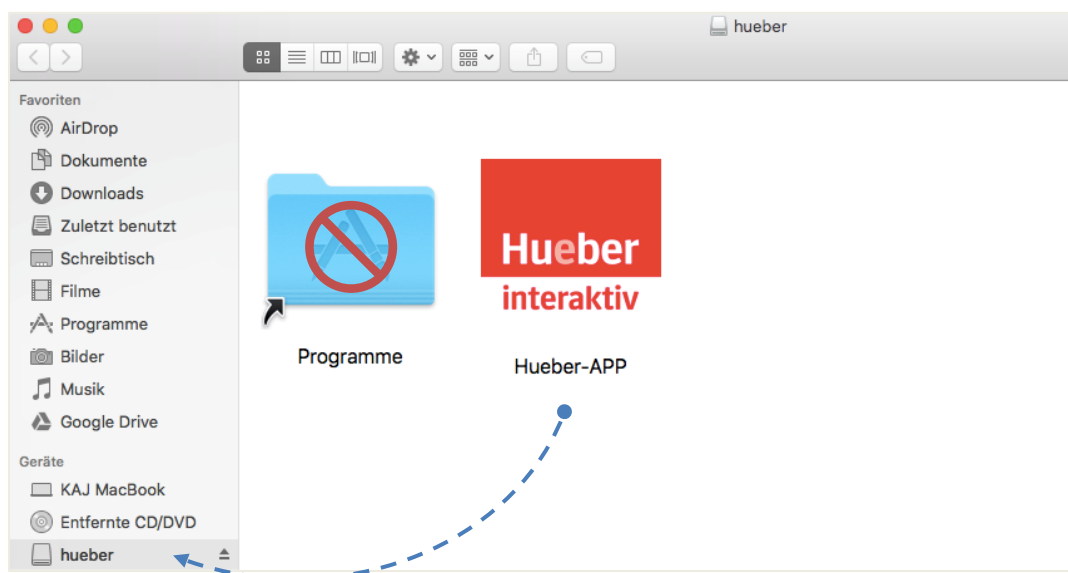 hueber
Favoriten
AirDrop
Dokumente
Downloads
Zuletzt benutzt
Schreibtisch
Filme
Programme
Bilder
Musik
Google Drive
Geräte
KAJ MacBook
Entfernte CD/DVD
hueber
Programme
Hueber
interaktiv
Hueber-APP